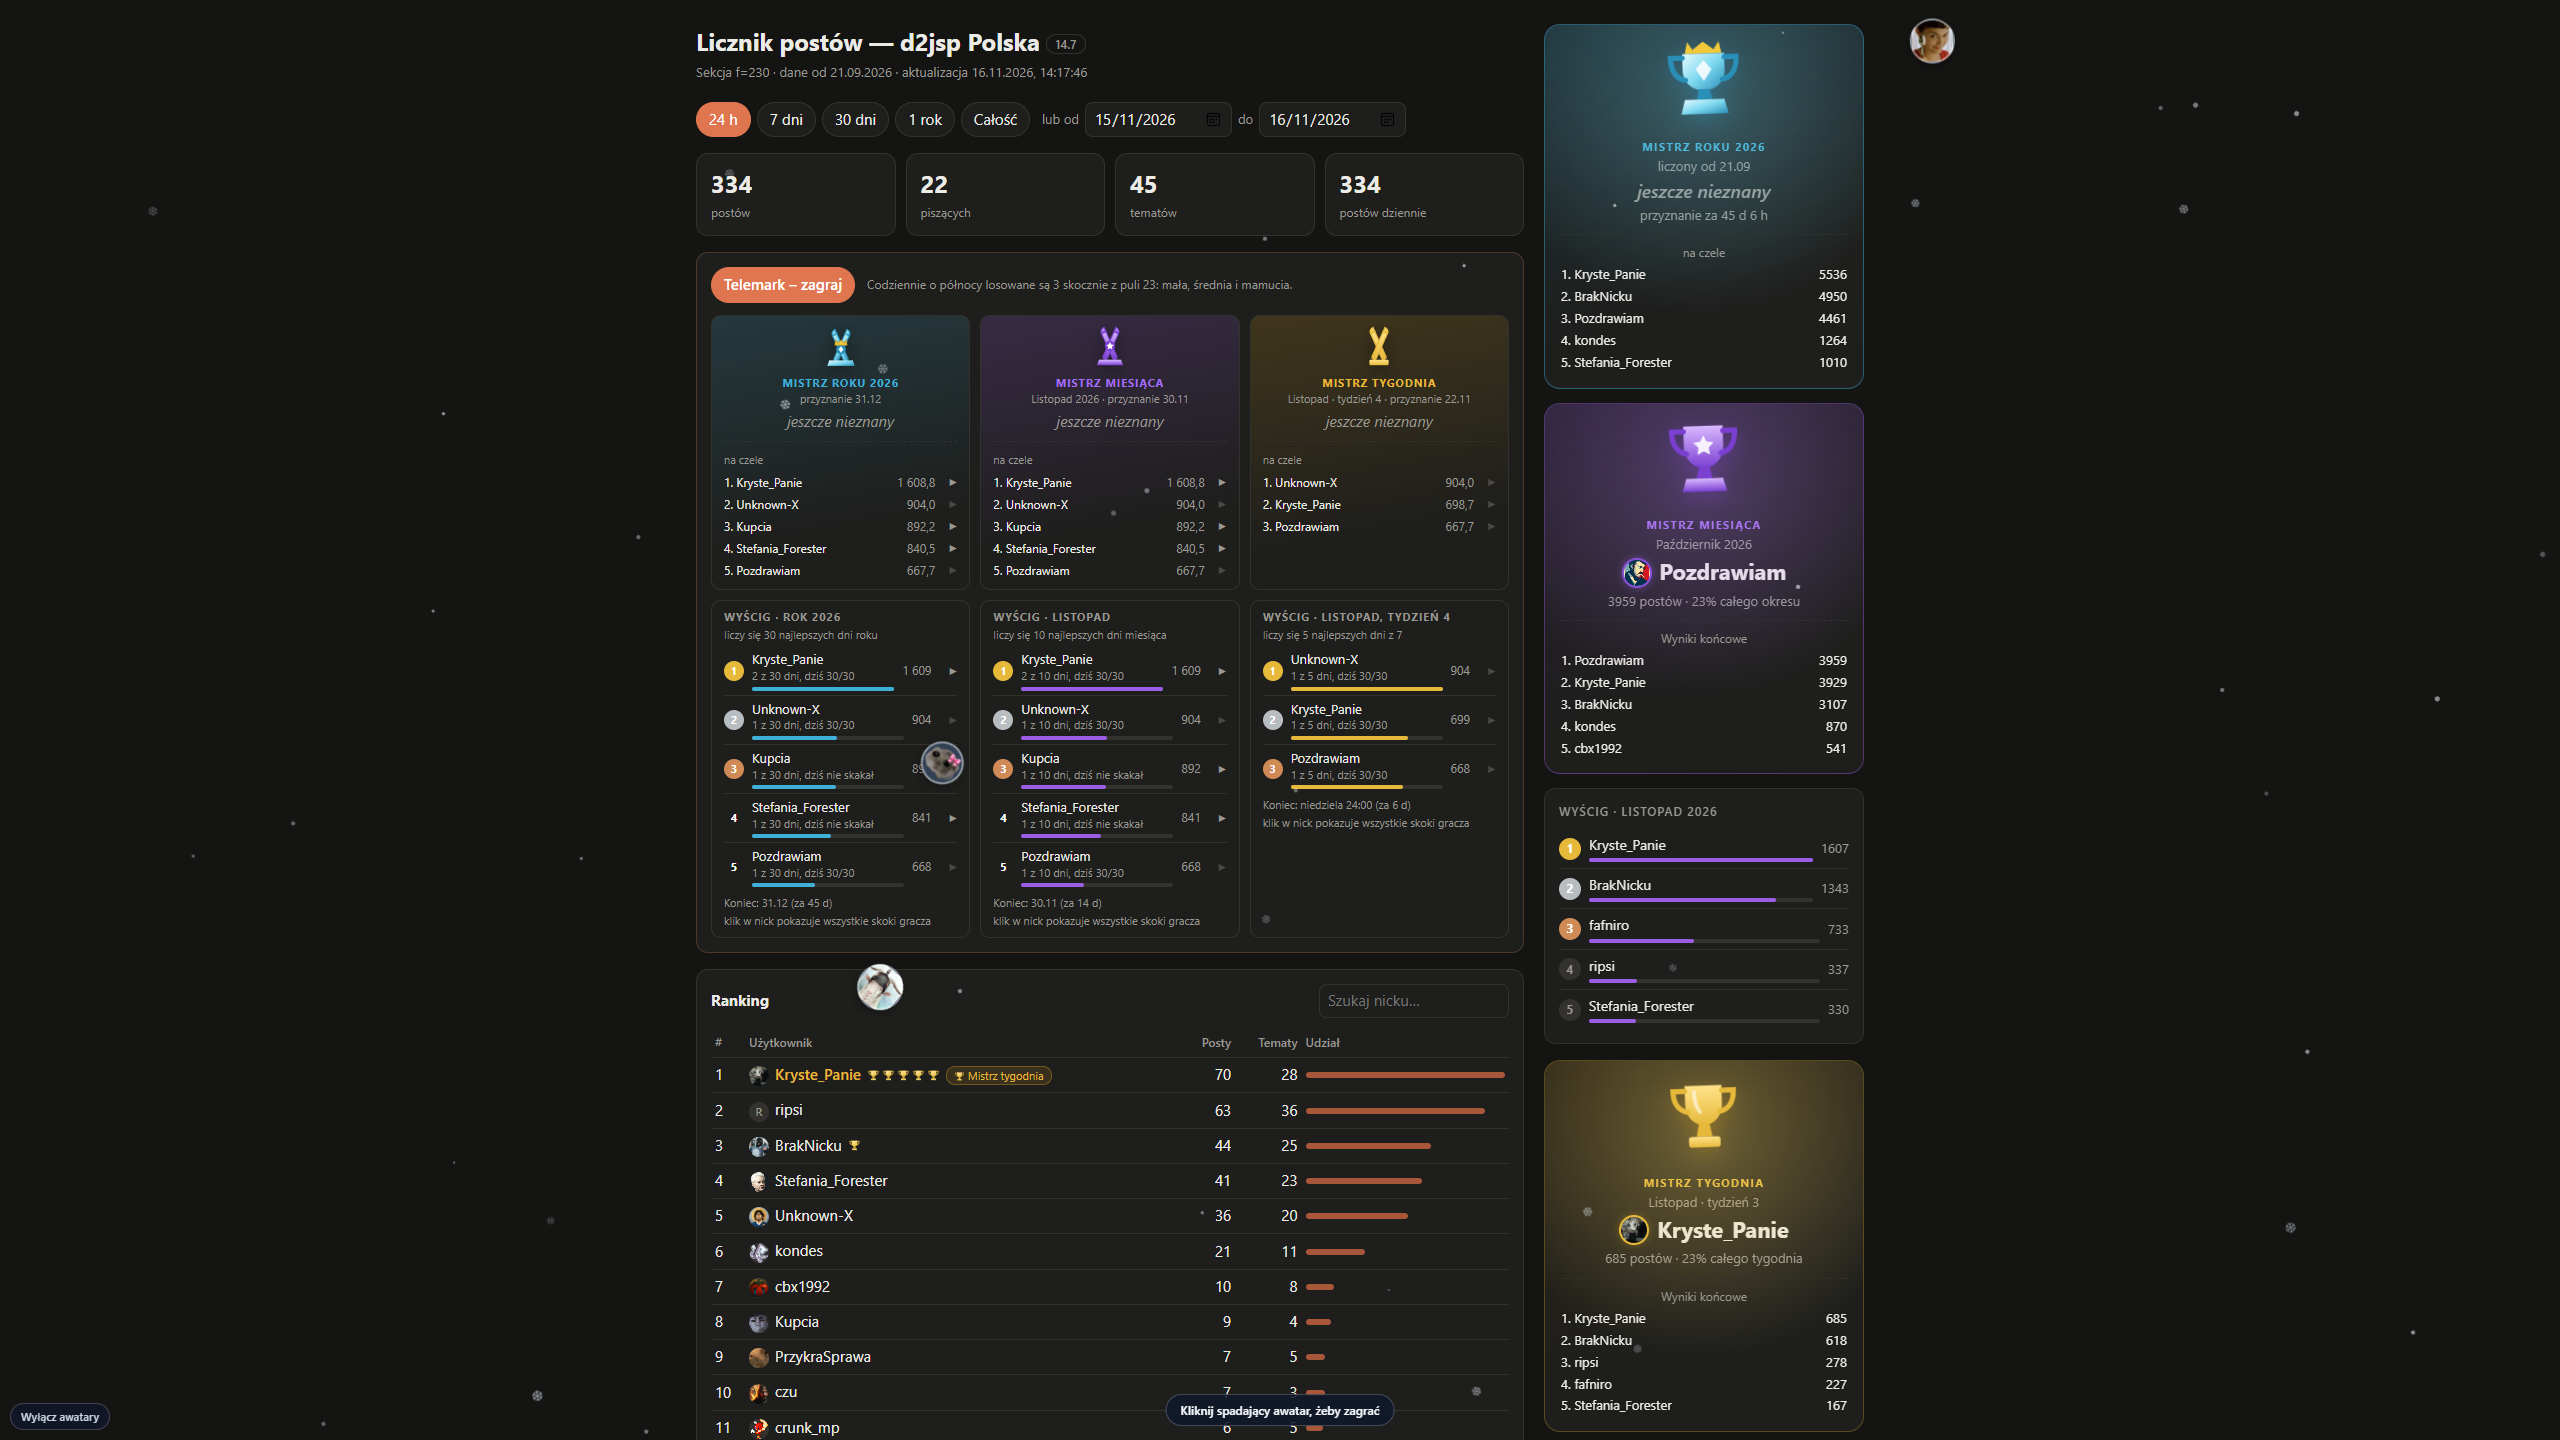 Licznik postów — d2jsp Polska 14.7
Sekcja f=230 · dane od 21.09.2026 · aktualizacja 16.11.2026, 14:17:46
24 h 7 dni 30 dni 1 rok Całość lub od 15/11/2026 do 16/11/2026
334
postów
22
piszących
45
tematów
334
postów dziennie
Telemark – zagraj Codziennie o północy losowane są 3 skocznie z puli 23: mała, średnia i mamucia.
MISTRZ ROKU 2026
przyznanie 31.12
jeszcze nieznany
na czele
1. Kryste_Panie 1 608,8
2. Unknown-X 904,0
3. Kupcia 892,2
4. Stefania_Forester 840,5
5. Pozdrawiam 667,7
MISTRZ MIESIĄCA
Listopad 2026 · przyznanie 30.11
jeszcze nieznany
na czele
1. Kryste_Panie 1 608,8
2. Unknown-X 904,0
3. Kupcia 892,2
4. Stefania_Forester 840,5
5. Pozdrawiam 667,7
MISTRZ TYGODNIA
Listopad · tydzień 4 · przyznanie 22.11
jeszcze nieznany
na czele
1. Unknown-X 904,0
2. Kryste_Panie 698,7
3. Pozdrawiam 667,7
WYŚCIG · ROK 2026
liczy się 30 najlepszych dni roku
1 Kryste_Panie 1 609
2 z 30 dni, dziś 30/30
2 Unknown-X 904
1 z 30 dni, dziś 30/30
3 Kupcia
1 z 30 dni, dziś nie skakał
4 Stefania_Forester 841
1 z 30 dni, dziś nie skakał
5 Pozdrawiam 668
1 z 30 dni, dziś 30/30
Koniec: 31.12 (za 45 d)
klik w nick pokazuje wszystkie skoki gracza
WYŚCIG · LISTOPAD
liczy się 10 najlepszych dni miesiąca
1 Kryste_Panie 1 609
2 z 10 dni, dziś 30/30
2 Unknown-X 904
1 z 10 dni, dziś 30/30
3 Kupcia 892
1 z 10 dni, dziś nie skakał
4 Stefania_Forester 841
1 z 10 dni, dziś nie skakał
5 Pozdrawiam 668
1 z 10 dni, dziś 30/30
Koniec: 30.11 (za 14 d)
klik w nick pokazuje wszystkie skoki gracza
WYŚCIG · LISTOPAD, TYDZIEŃ 4
liczy się 5 najlepszych dni z 7
1 Unknown-X 904
1 z 5 dni, dziś 30/30
2 Kryste_Panie 699
1 z 5 dni, dziś 30/30
3 Pozdrawiam 668
1 z 5 dni, dziś 30/30
Koniec: niedziela 24:00 (za 6 d)
klik w nick pokazuje wszystkie skoki gracza
Ranking Szukaj nicku...
# Użytkownik Posty Tematy Udział
1 Kryste_Panie Mistrz tygodnia 70 28
2 R ripsi 63 36
3 BrakNicku 44 25
4 Stefania_Forester 41 23
5 Unknown-X 36 20
6 kondes 21 11
7 cbx1992 10 8
8 Kupcia 9 4
9 PrzykraSprawa 7 5
10 czu 7 3
11 crunk_mp 6 5
MISTRZ ROKU 2026
liczony od 21.09
jeszcze nieznany
przyznanie za 45 d 6 h
na czele
1. Kryste_Panie 5536
2. BrakNicku 4950
3. Pozdrawiam 4461
4. kondes 1264
5. Stefania_Forester 1010
MISTRZ MIESIĄCA
Październik 2026
Pozdrawiam
3959 postów · 23% całego okresu
Wyniki końcowe
1. Pozdrawiam 3959
2. Kryste_Panie 3929
3. BrakNicku 3107
4. kondes 870
5. cbx1992 541
WYŚCIG · LISTOPAD 2026
1 Kryste_Panie 1607
2 BrakNicku 1343
3 fafniro 733
4 ripsi 337
5 Stefania_Forester 330
MISTRZ TYGODNIA
Listopad · tydzień 3
Kryste_Panie
685 postów · 23% całego tygodnia
Wyniki końcowe
1. Kryste_Panie 685
2. BrakNicku 618
3. ripsi 278
4. fafniro 227
5. Stefania_Forester 167
Wyłącz awatary
Kliknij spadający awatar, żeby zagrać